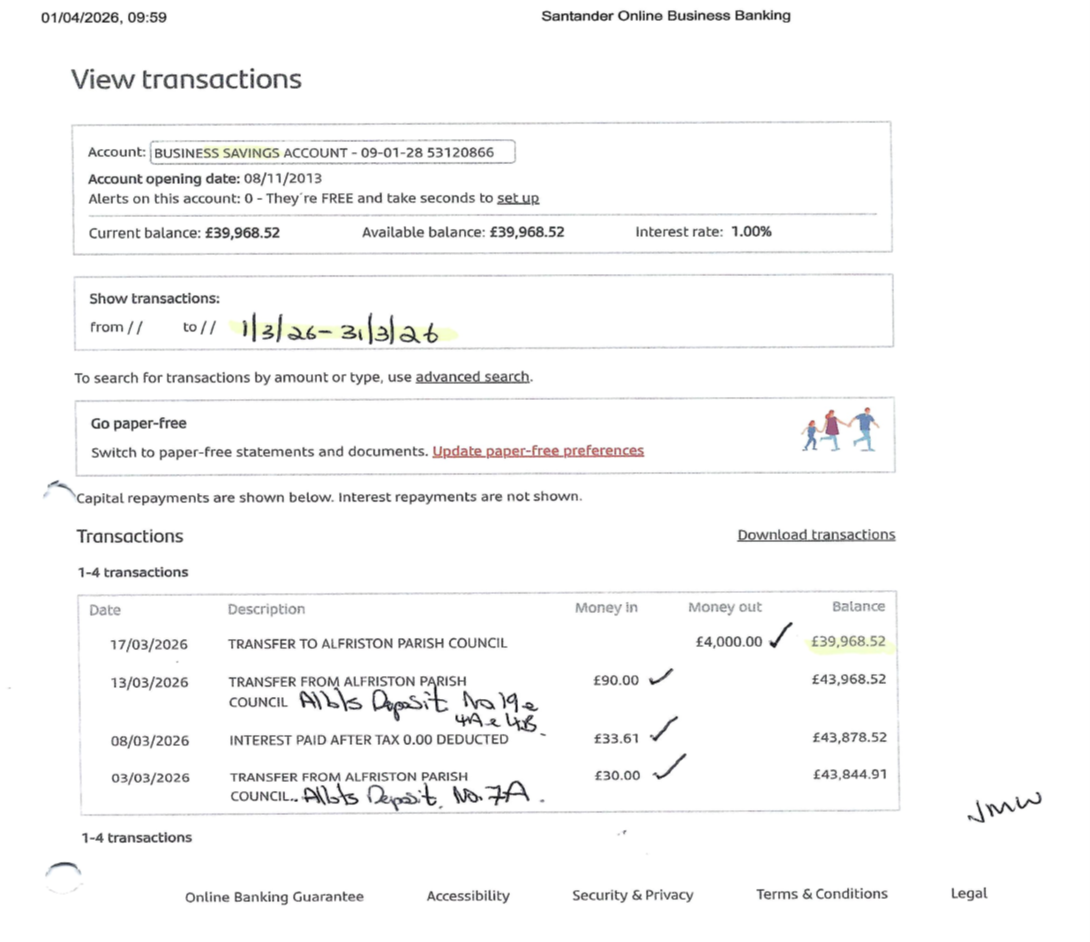 01/04/2026, 09:59 Santander Online Business Banking
View transactions
Account: BUSINESS SAVINGS ACCOUNT - 09-01-28 53120866
Account opening date: 08/11/2013
Alerts on this account: 0 - They´re FREE and take seconds to set up
Current balance: £39,968.52 Available balance: £39,968.52 Interest rate: 1.00%
Show transactions:
from // to // 1/3/26 - 31/3/26
To search for transactions by amount or type, use advanced search.
Go paper-free
Switch to paper-free statements and documents. Update paper-free preferences
Capital repayments are shown below. Interest repayments are not shown.
Transactions Download transactions
1-4 transactions
Date Description Money In Money out Balance
17/03/2026 TRANSFER TO ALFRISTON PARISH COUNCIL £4,000.00 ✓ £39,968.52
13/03/2026 TRANSFER FROM ALFRISTON PARISH £90.00 ✓ £43,968.52
COUNCIL Allots Deposit No 19 e
4A e 4B.
08/03/2026 INTEREST PAID AFTER TAX 0.00 DEDUCTED £33.61 ✓ £43,878.52
03/03/2026 TRANSFER FROM ALFRISTON PARISH £30.00 ✓ £43,844.91
COUNCIL.. Allots Deposit. No. 7A.
JMW
1-4 transactions
Online Banking Guarantee Accessibility Security & Privacy Terms & Conditions Legal